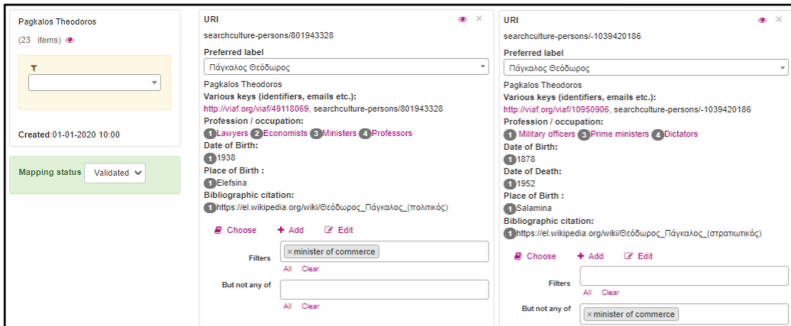 Pagkalos Theodoros
(23 items)
Created:01-01-2020 10:00
Mapping status Validated
URI
searchculture-persons/801943328
Preferred label
Πάγκαλος Θεόδωρος
Pagkalos Theodoros
Various keys (identifiers, emails etc.):
http://viaf.org/viaf/49118069, searchculture-persons/801943328
Profession / occupation:
1 Lawyers 2 Economists 3 Ministers 4 Professors
Date of Birth:
1 1938
Place of Birth :
1 Elefsina
Bibliographic citation:
1 https://el.wikipedia.org/wiki/Θεόδωρος_Πάγκαλος_(πολιτικός)
Choose + Add Edit
Filters × minister of commerce
All Clear
But not any of
All Clear
URI
searchculture-persons/-1039420186
Preferred label
Πάγκαλος Θεόδωρος
Pagkalos Theodoros
Various keys (identifiers, emails etc.):
http://viaf.org/viaf/10950906, searchculture-persons/-1039420186
Profession / occupation:
1 Military officers 3 Prime ministers 4 Dictators
Date of Birth:
1 1878
Date of Death:
1 1952
Place of Birth :
1 Salamina
Bibliographic citation:
1 https://el.wikipedia.org/wiki/Θεόδωρος_Πάγκαλος_(στρατιωτικός)
Choose + Add Edit
Filters
All Clear
But not any of × minister of commerce